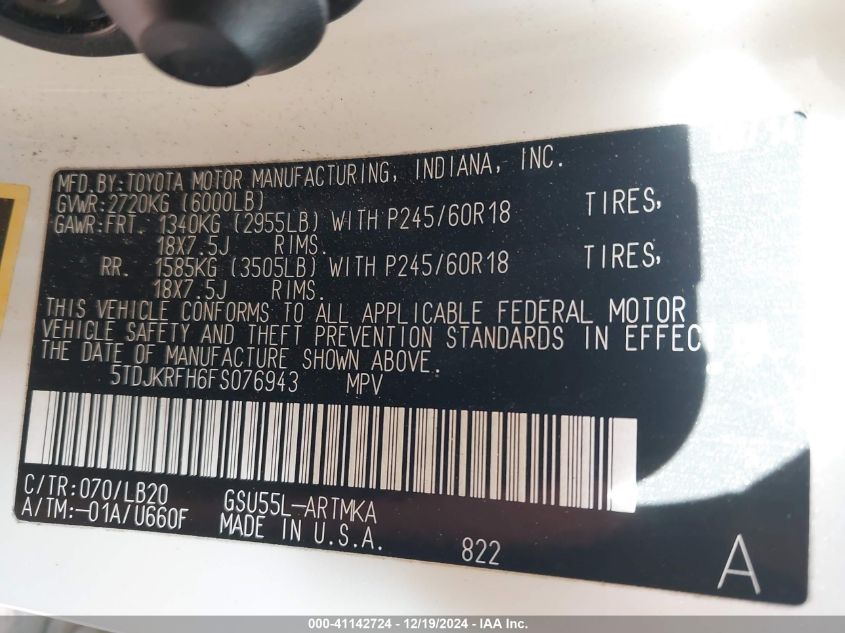 MFD.BY:TOYOTA MOTOR MANUFACTURING, INDIANA, INC.
GVWR:2720KG (6000LB)
GAWR:FRT. 1340KG (2955LB) WITH P245/60R18 TIRES,
18X7.5J RIMS.
RR. 1585KG (3505LB) WITH P245/60R18 TIRES,
18X7.5J RIMS.
THIS VEHICLE CONFORMS TO ALL APPLICABLE FEDERAL MOTOR
VEHICLE SAFETY AND THEFT PREVENTION STANDARDS IN EFFECT
THE DATE OF MANUFACTURE SHOWN ABOVE.
5TDJKRFH6FS076943 MPV
C/TR:070/LB20 GSU55L-ARTMKA
A/TM:-01A/U660F MADE IN U.S.A.
822
A
000-41142724 - 12/19/2024 - IAA Inc.